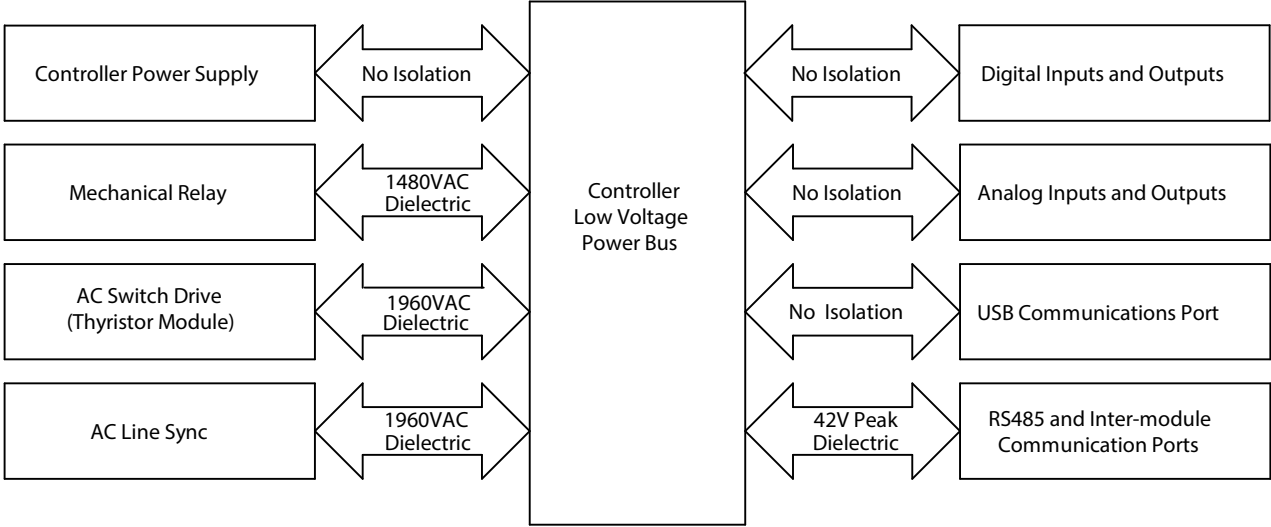 Controller Power Supply
No Isolation
Mechanical Relay
1480VAC
Dielectric
AC Switch Drive
(Thyristor Module)
1960VAC
Dielectric
AC Line Sync
1960VAC
Dielectric
Controller
Low Voltage
Power Bus
No Isolation
Digital Inputs and Outputs
No Isolation
Analog Inputs and Outputs
No Isolation
USB Communications Port
42V Peak
Dielectric
RS485 and Inter-module
Communication Ports